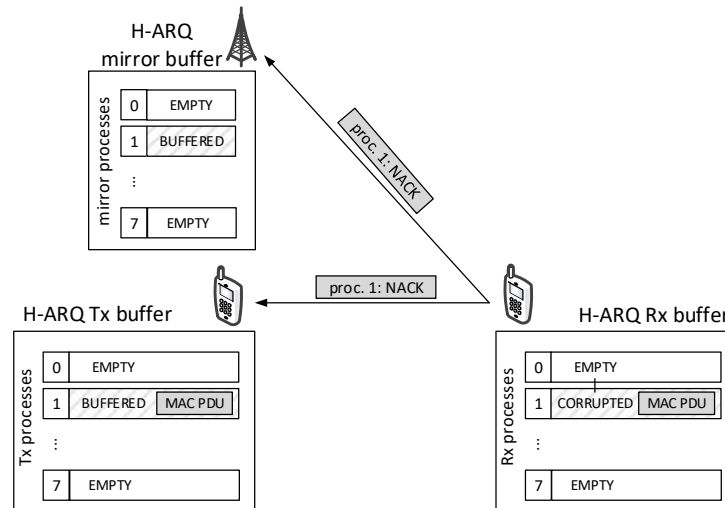 H-ARQ
mirror buffer
mirror processes
0 EMPTY
1 BUFFERED
⋮
7 EMPTY
proc. 1: NACK
proc. 1: NACK
H-ARQ Tx buffer
Tx processes
0 EMPTY
1 BUFFERED MAC PDU
⋮
7 EMPTY
H-ARQ Rx buffer
Rx processes
0 EMPTY
1 CORRUPTED MAC PDU
⋮
7 EMPTY